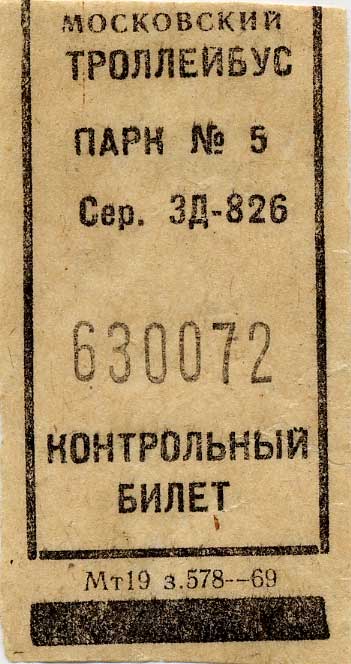 МОСКОВСКИЙ
ТРОЛЛЕЙБУС
ПАРК № 5
Сер. ЗД-826
630072
КОНТРОЛЬНЫЙ
БИЛЕТ
Мт19 з.578--69